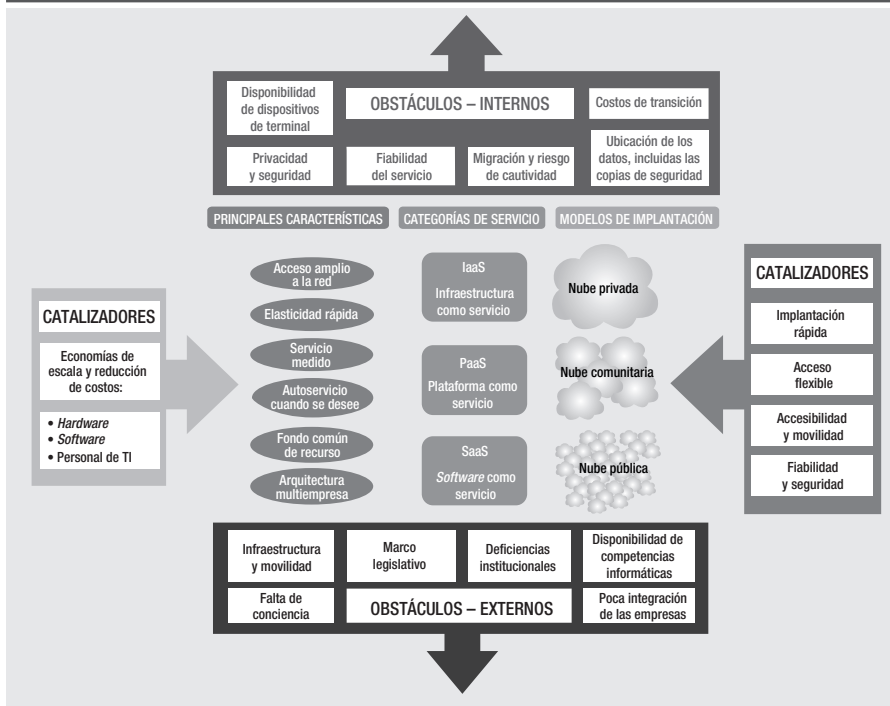 Disponibilidad
de dispositivos
de terminal
OBSTÁCULOS – INTERNOS
Costos de transición
Privacidad
y seguridad
Fiabilidad
del servicio
Migración y riesgo
de cautividad
Ubicación de los
datos, incluidas las
copias de seguridad
PRINCIPALES CARACTERÍSTICAS
CATEGORÍAS DE SERVICIO
MODELOS DE IMPLANTACIÓN
CATALIZADORES
Economías de
escala y reducción
de costos:
• Hardware
• Software
• Personal de TI
Acceso amplio
a la red
Elasticidad rápida
Servicio
medido
Autoservicio
cuando se desee
Fondo común
de recurso
Arquitectura
multiempresa
IaaS
Infraestructura
como servicio
PaaS
Plataforma como
servicio
SaaS
Software como
servicio
Nube privada
Nube comunitaria
Nube pública
CATALIZADORES
Implantación
rápida
Acceso
flexible
Accesibilidad
y movilidad
Fiabilidad
y seguridad
Infraestructura
y movilidad
Marco
legislativo
Deficiencias
institucionales
Disponibilidad de
competencias
informáticas
Falta de
conciencia
OBSTÁCULOS – EXTERNOS
Poca integración
de las empresas